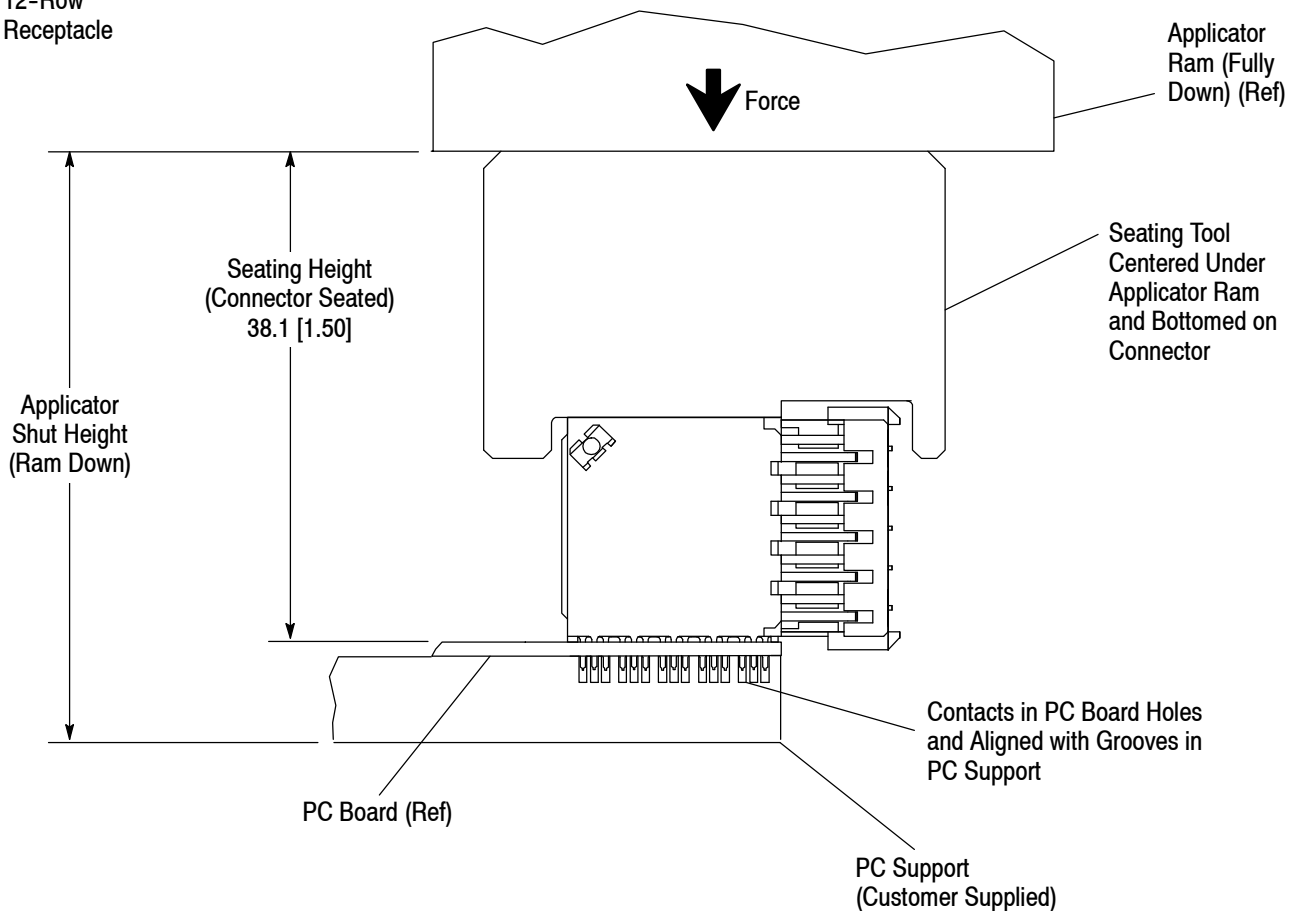 12-Row
Receptacle
Applicator
Ram (Fully
Down) (Ref)
Force
Seating Tool
Centered Under
Applicator Ram
and Bottomed on
Connector
Seating Height
(Connector Seated)
38.1 [1.50]
Applicator
Shut Height
(Ram Down)
Contacts in PC Board Holes
and Aligned with Grooves in
PC Support
PC Board (Ref)
PC Support
(Customer Supplied)